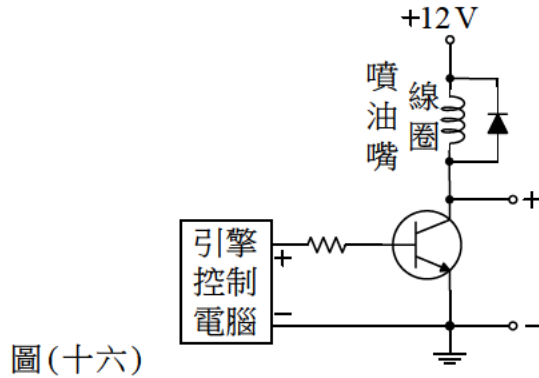 +12V
噴油嘴
線圈
+
引擎
控制
電腦
+
−
−
圖(十六)